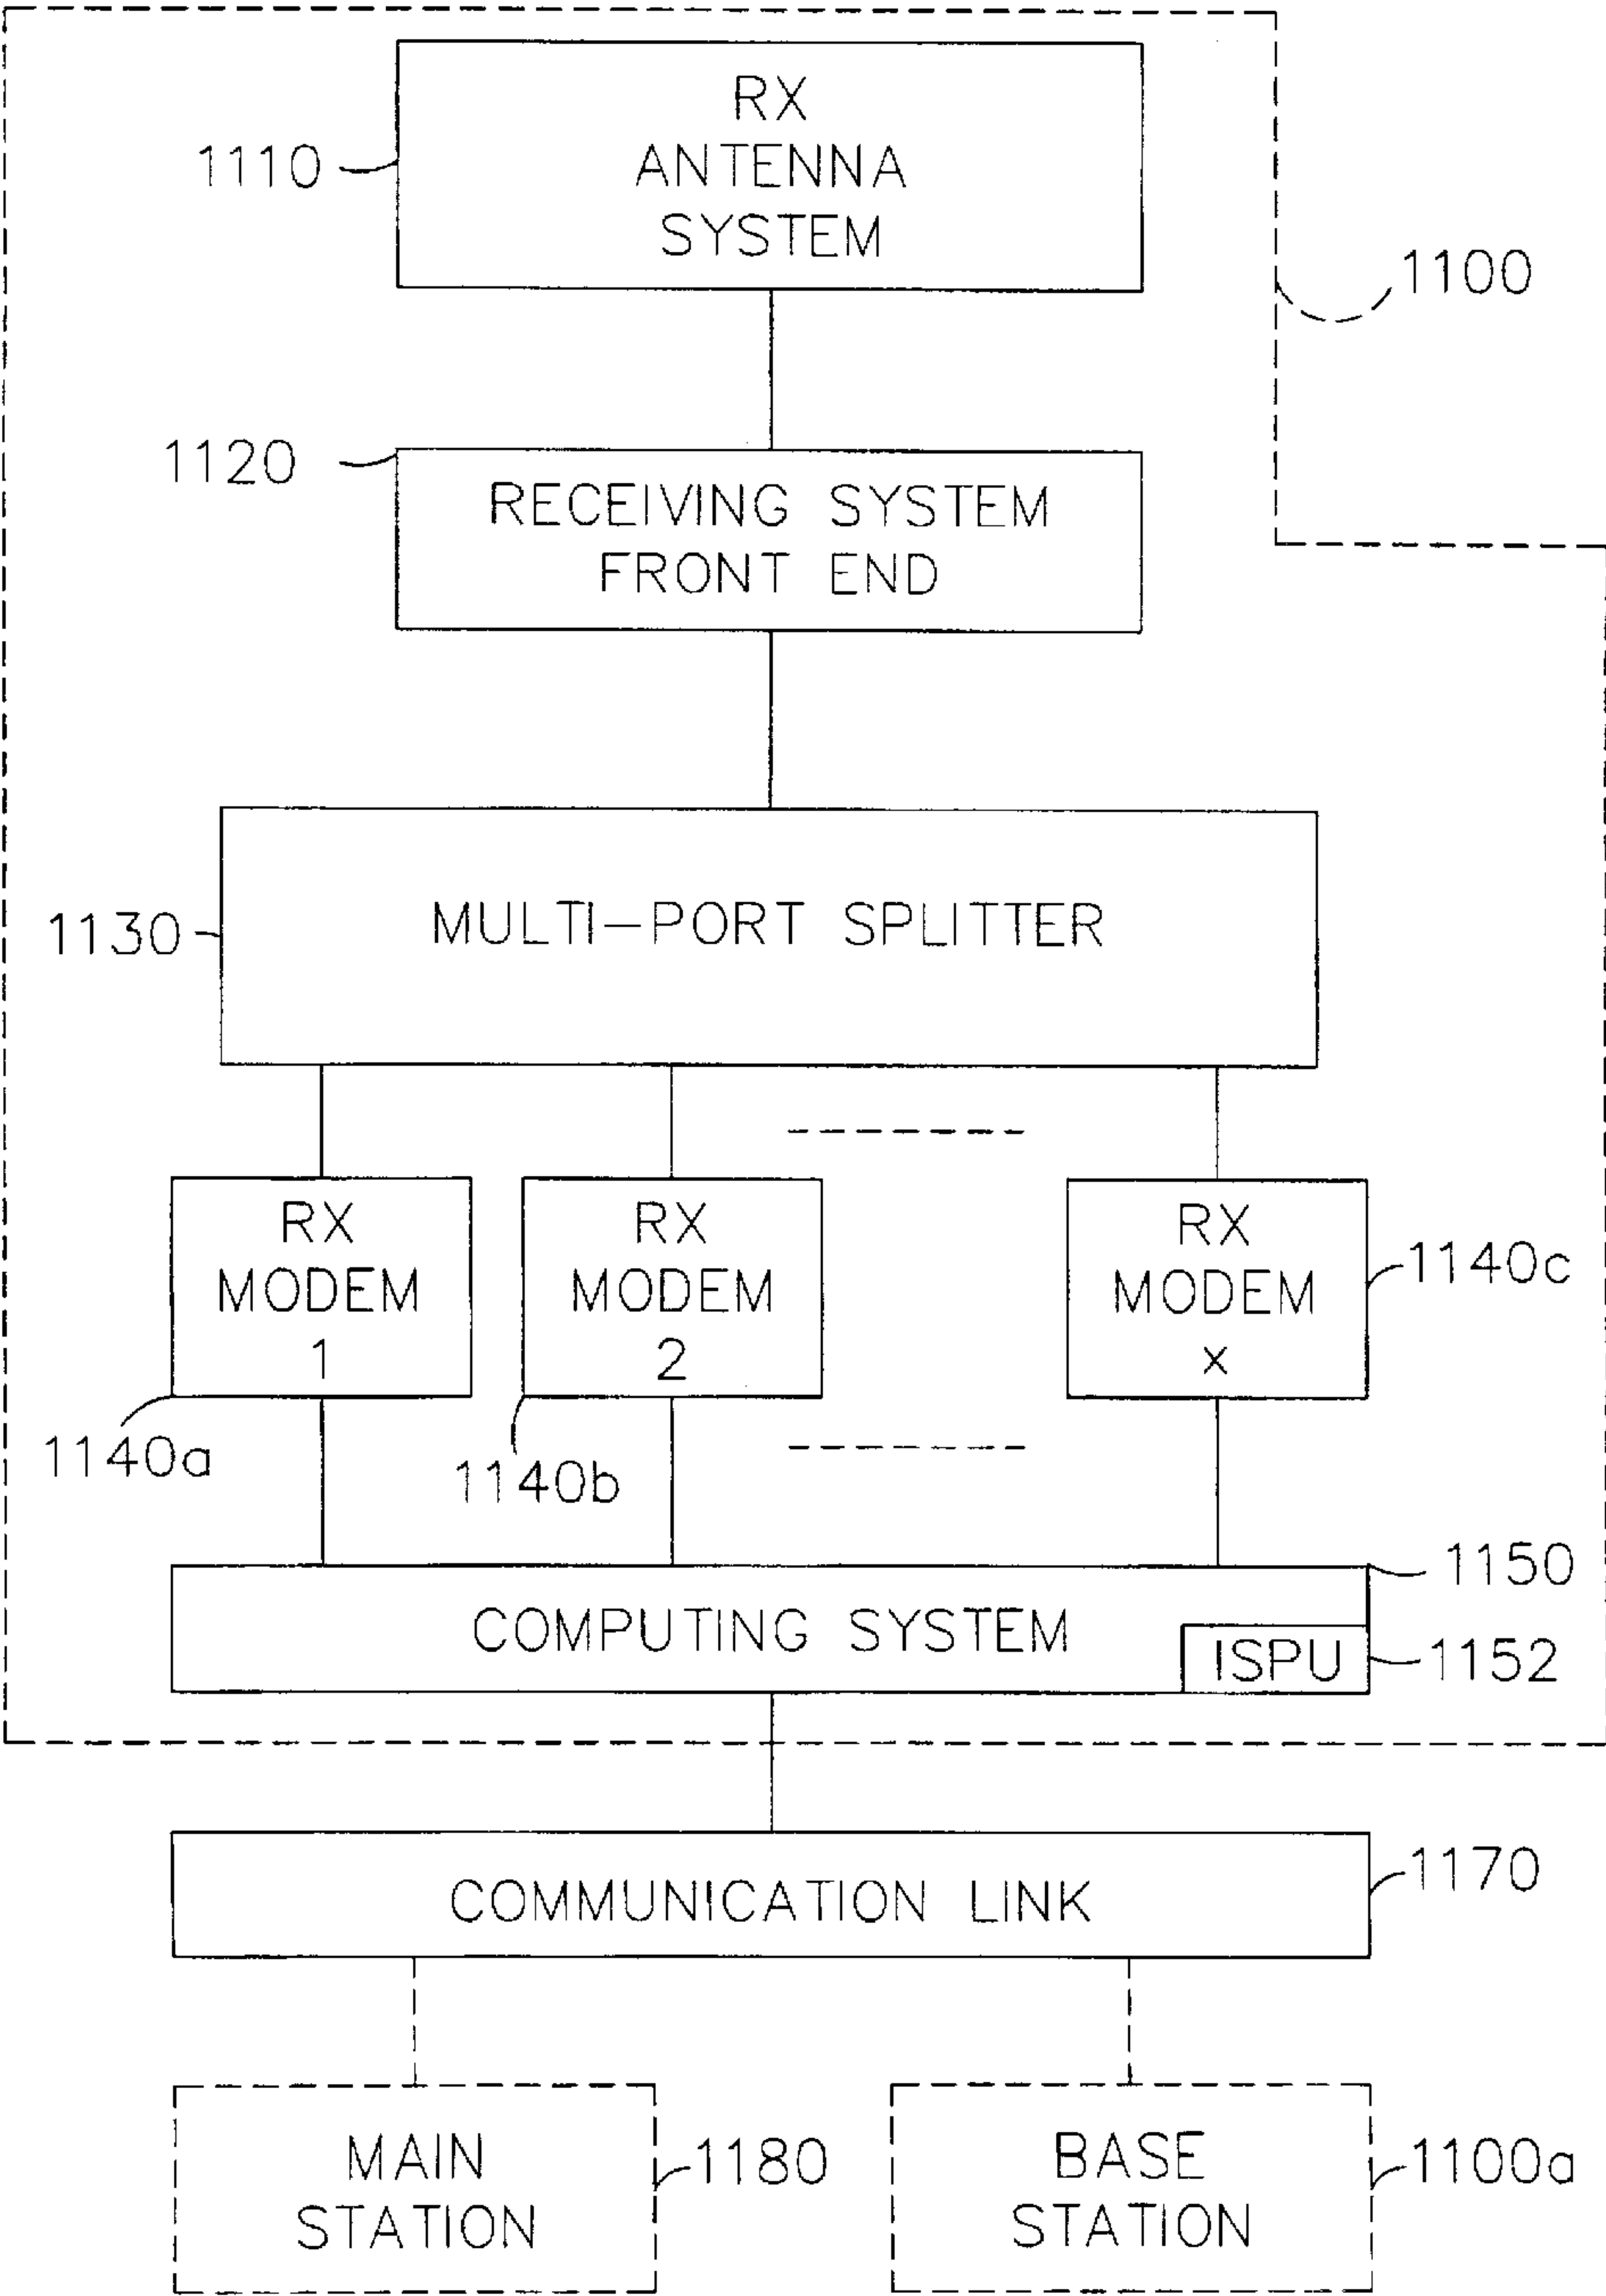 RX
ANTENNA
SYSTEM
1110
1100
1120
RECEIVING SYSTEM
FRONT END
1130
MULTI-PORT SPLITTER
RX
MODEM
1
RX
MODEM
2
RX
MODEM
x
1140c
1140a
1140b
1150
COMPUTING SYSTEM
ISPU
1152
COMMUNICATION LINK
1170
MAIN
STATION
1180
BASE
STATION
1100a